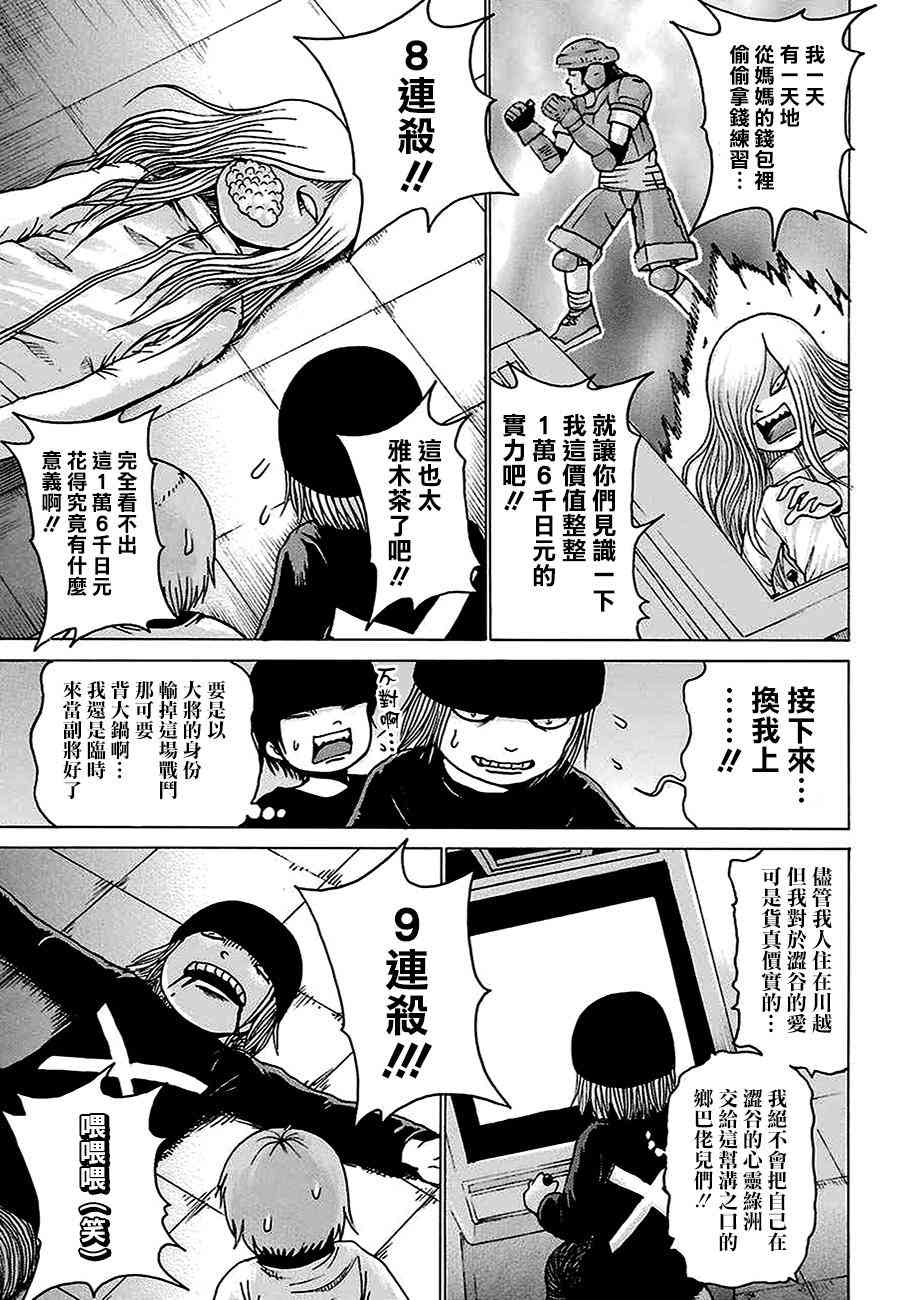 我一天
有一天地
從媽媽的錢包裡
偷偷拿錢練習…
就讓你們見識一下
我這價值整整
1萬6千日元的
實力吧!!
8連殺!!
這也太
雅木茶了吧!!
完全看不出
這1萬6千日元
花得究竟有什麼
意義啊!!
接下來…
換我上
……!!
不對啊…
要是以
大將的身份
輸掉這場戰鬥
那可要
背大鍋啊…
我還是臨時
來當副將好了
儘管我人住在川越
但我對於澀谷的愛
可是貨真價實的…
我絕不會把自己在
澀谷的心靈綠洲
交給這幫溝之口的
鄉巴佬兒們!!
9連殺!!!
喂喂喂(笑)